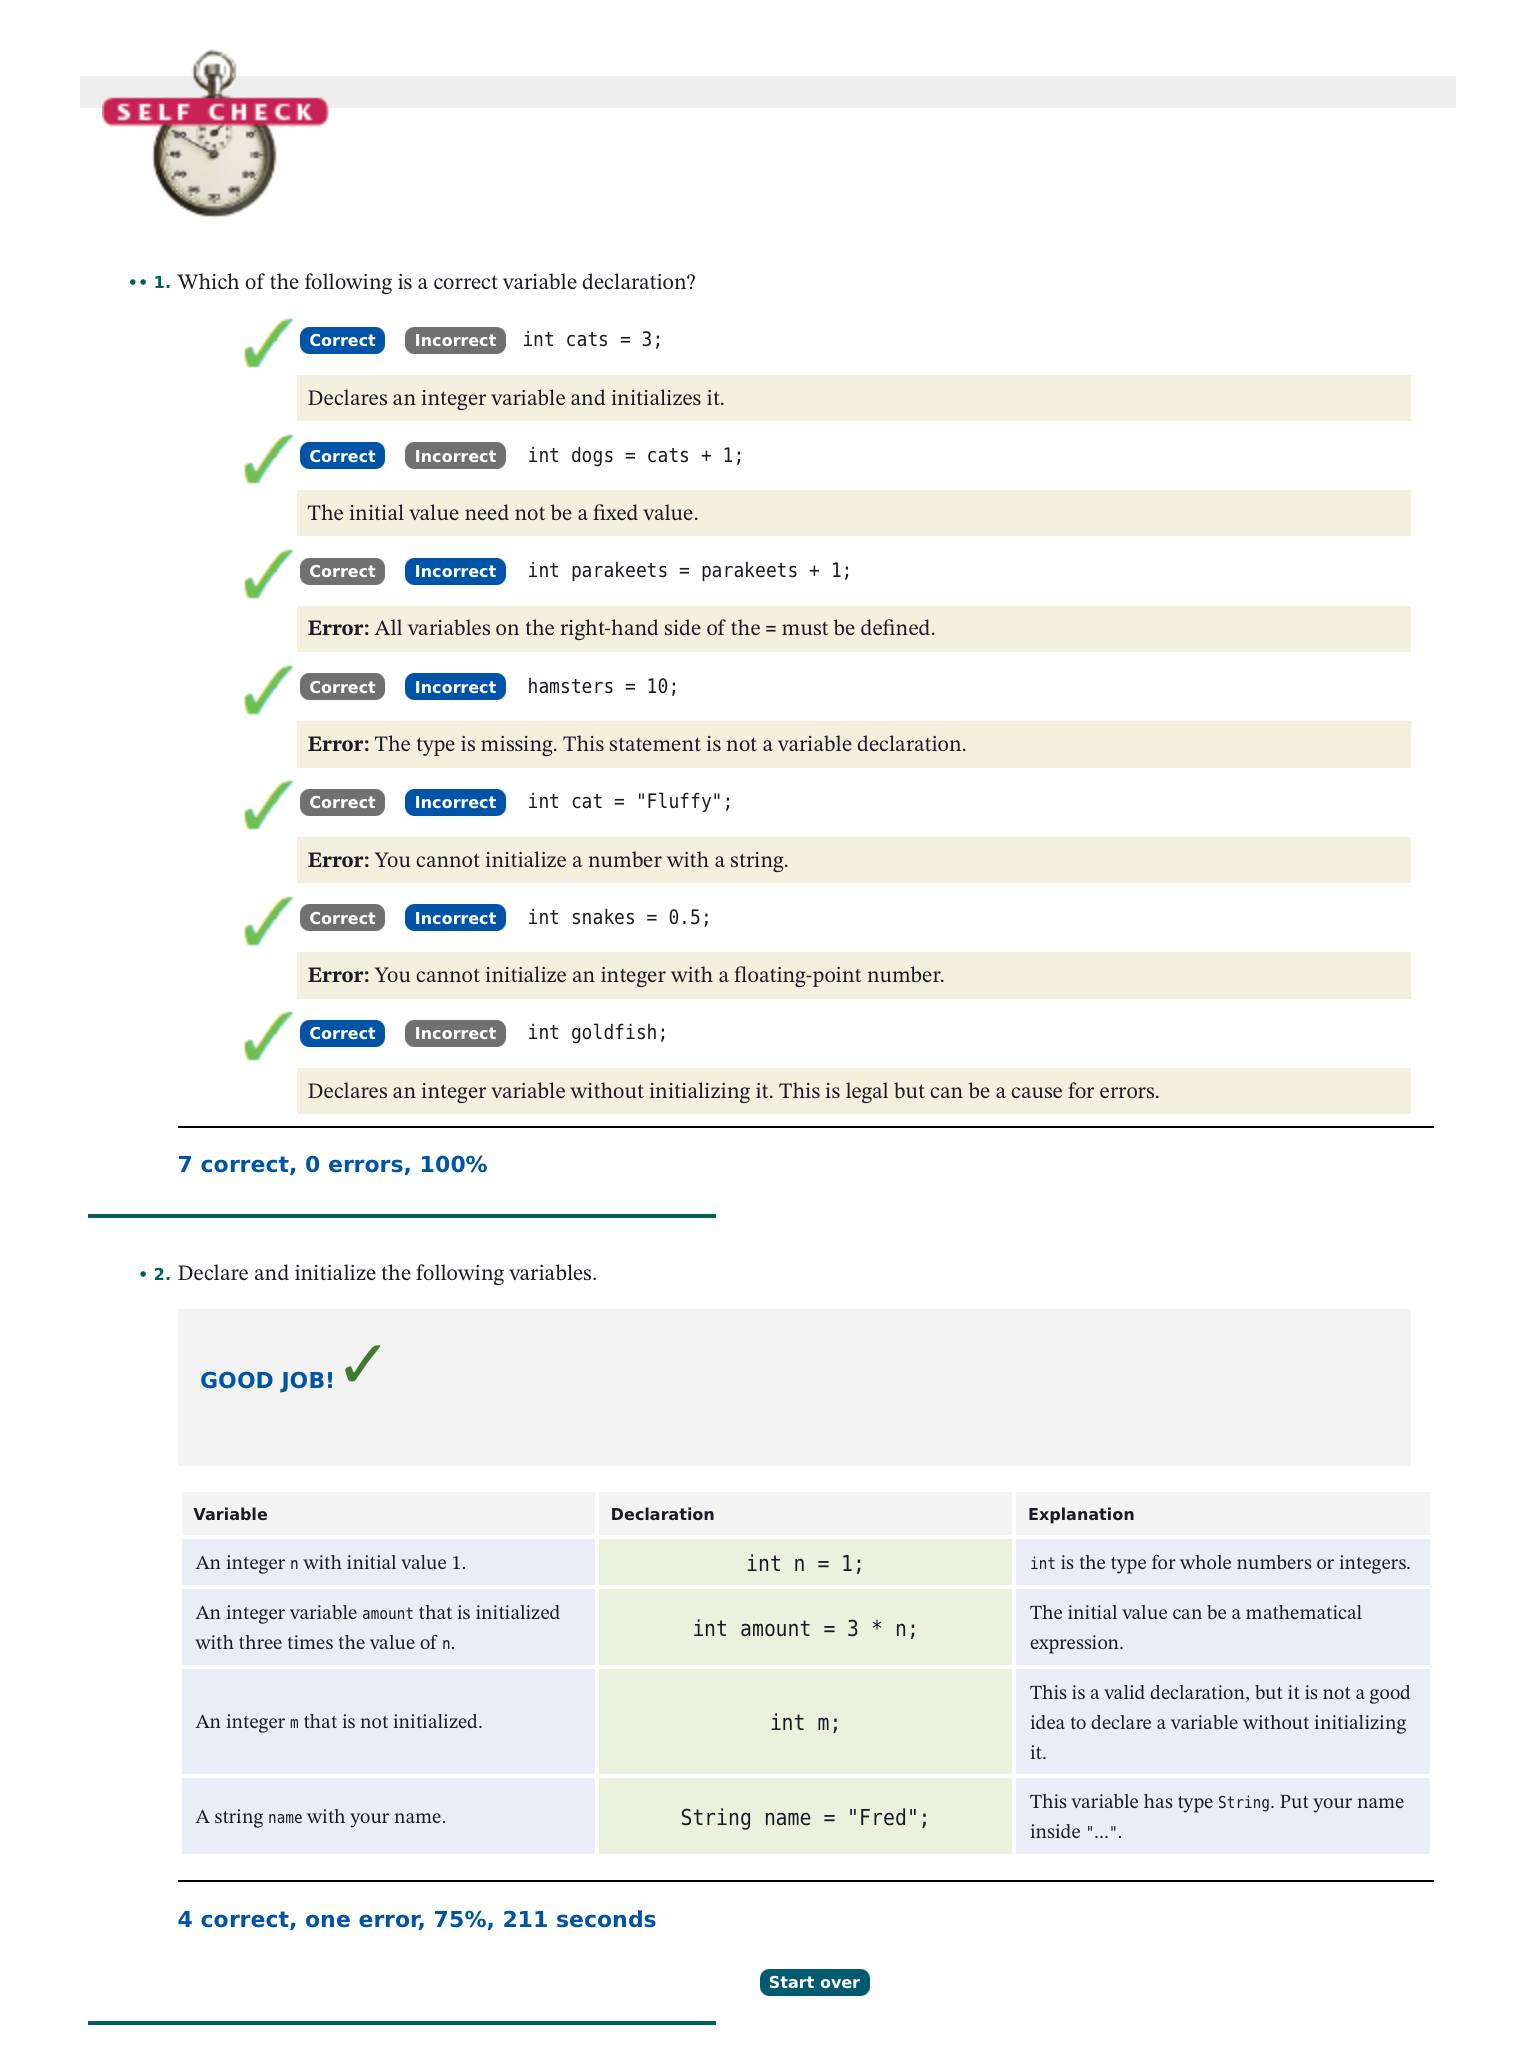 SELF CHECK
•• 1. Which of the following is a correct variable declaration?
Correct Incorrect int cats = 3;
Declares an integer variable and initializes it.
Correct Incorrect int dogs = cats + 1;
The initial value need not be a fixed value.
Correct Incorrect int parakeets = parakeets + 1;
Error: All variables on the right-hand side of the = must be defined.
Correct Incorrect hamsters = 10;
Error: The type is missing. This statement is not a variable declaration.
Correct Incorrect int cat = "Fluffy";
Error: You cannot initialize a number with a string.
Correct Incorrect int snakes = 0.5;
Error: You cannot initialize an integer with a floating-point number.
Correct Incorrect int goldfish;
Declares an integer variable without initializing it. This is legal but can be a cause for errors.
7 correct, 0 errors, 100%
• 2. Declare and initialize the following variables.
GOOD JOB!
Variable Declaration Explanation
An integer n with initial value 1. int n = 1; int is the type for whole numbers or integers.
An integer variable amount that is initialized
with three times the value of n.
int amount = 3 * n;
The initial value can be a mathematical
expression.
An integer m that is not initialized.
int m;
This is a valid declaration, but it is not a good
idea to declare a variable without initializing
it.
A string name with your name.
String name = "Fred";
This variable has type String. Put your name
inside "...".
4 correct, one error, 75%, 211 seconds
Start over